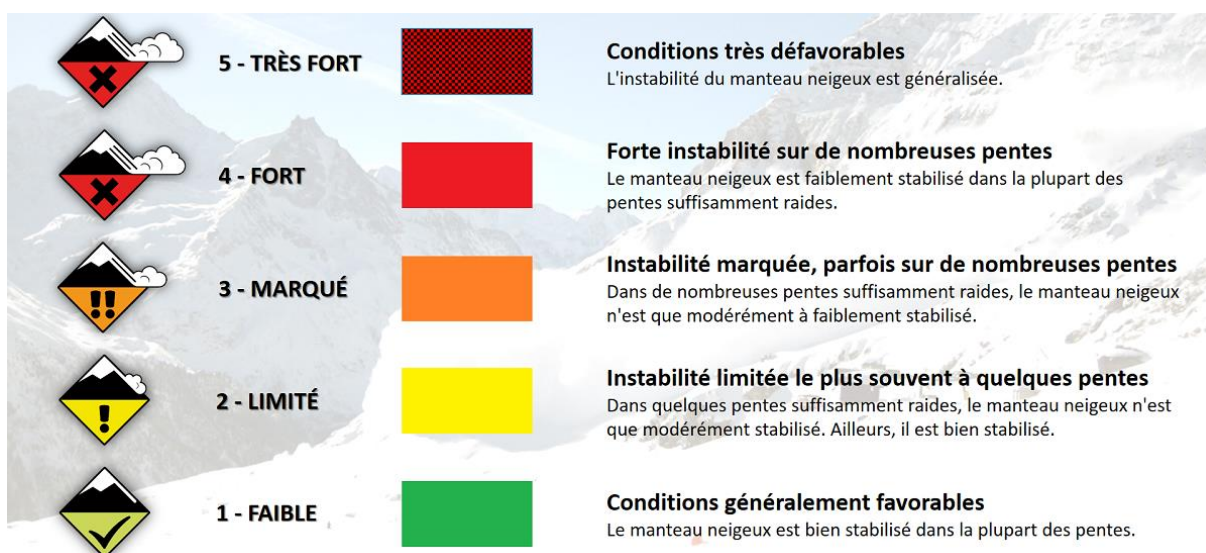 5 - TRÈS FORT
Conditions très défavorables
L'instabilité du manteau neigeux est généralisée.
4 - FORT
Forte instabilité sur de nombreuses pentes
Le manteau neigeux est faiblement stabilisé dans la plupart des
pentes suffisamment raides.
3 - MARQUÉ
Instabilité marquée, parfois sur de nombreuses pentes
Dans de nombreuses pentes suffisamment raides, le manteau neigeux
n'est que modérément à faiblement stabilisé.
2 - LIMITÉ
Instabilité limitée le plus souvent à quelques pentes
Dans quelques pentes suffisamment raides, le manteau neigeux n'est
que modérément stabilisé. Ailleurs, il est bien stabilisé.
1 - FAIBLE
Conditions généralement favorables
Le manteau neigeux est bien stabilisé dans la plupart des pentes.